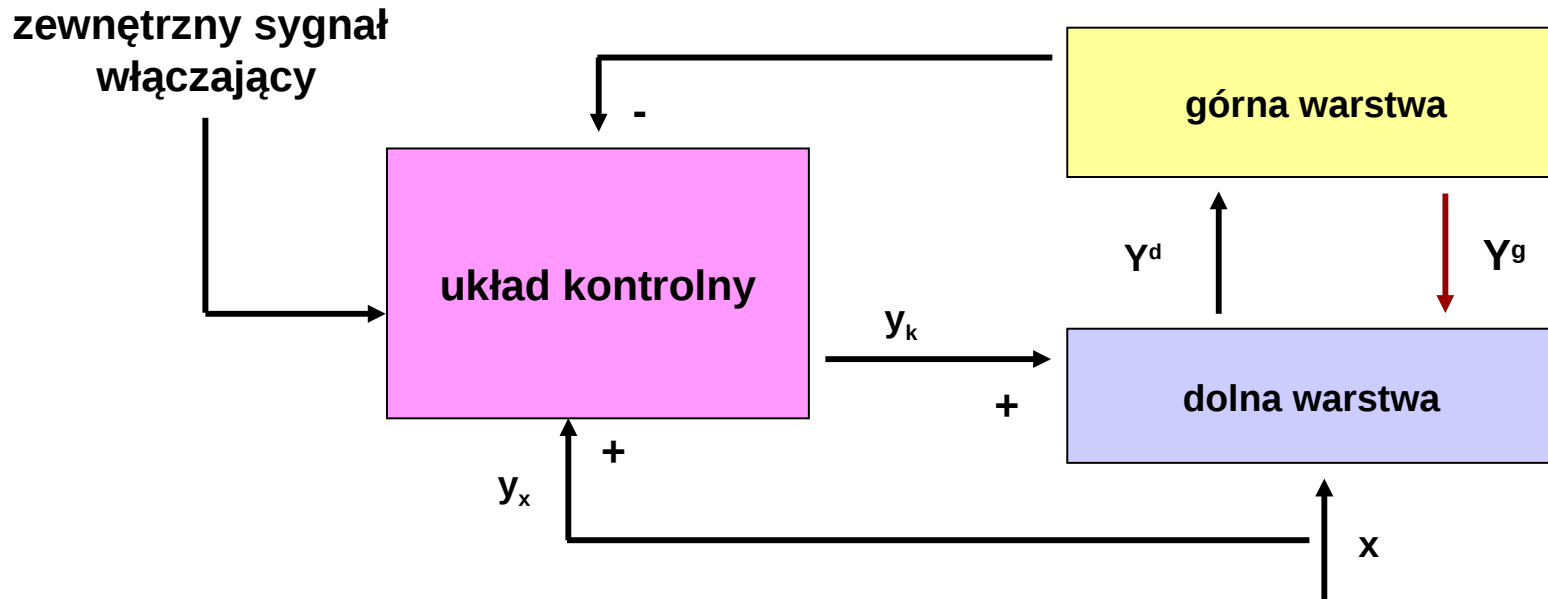 zewnętrzny sygnał
włączający
-
górna warstwa
układ kontrolny
Yᵈ
Yᵍ
yₖ
+
dolna warstwa
+
yₓ
x